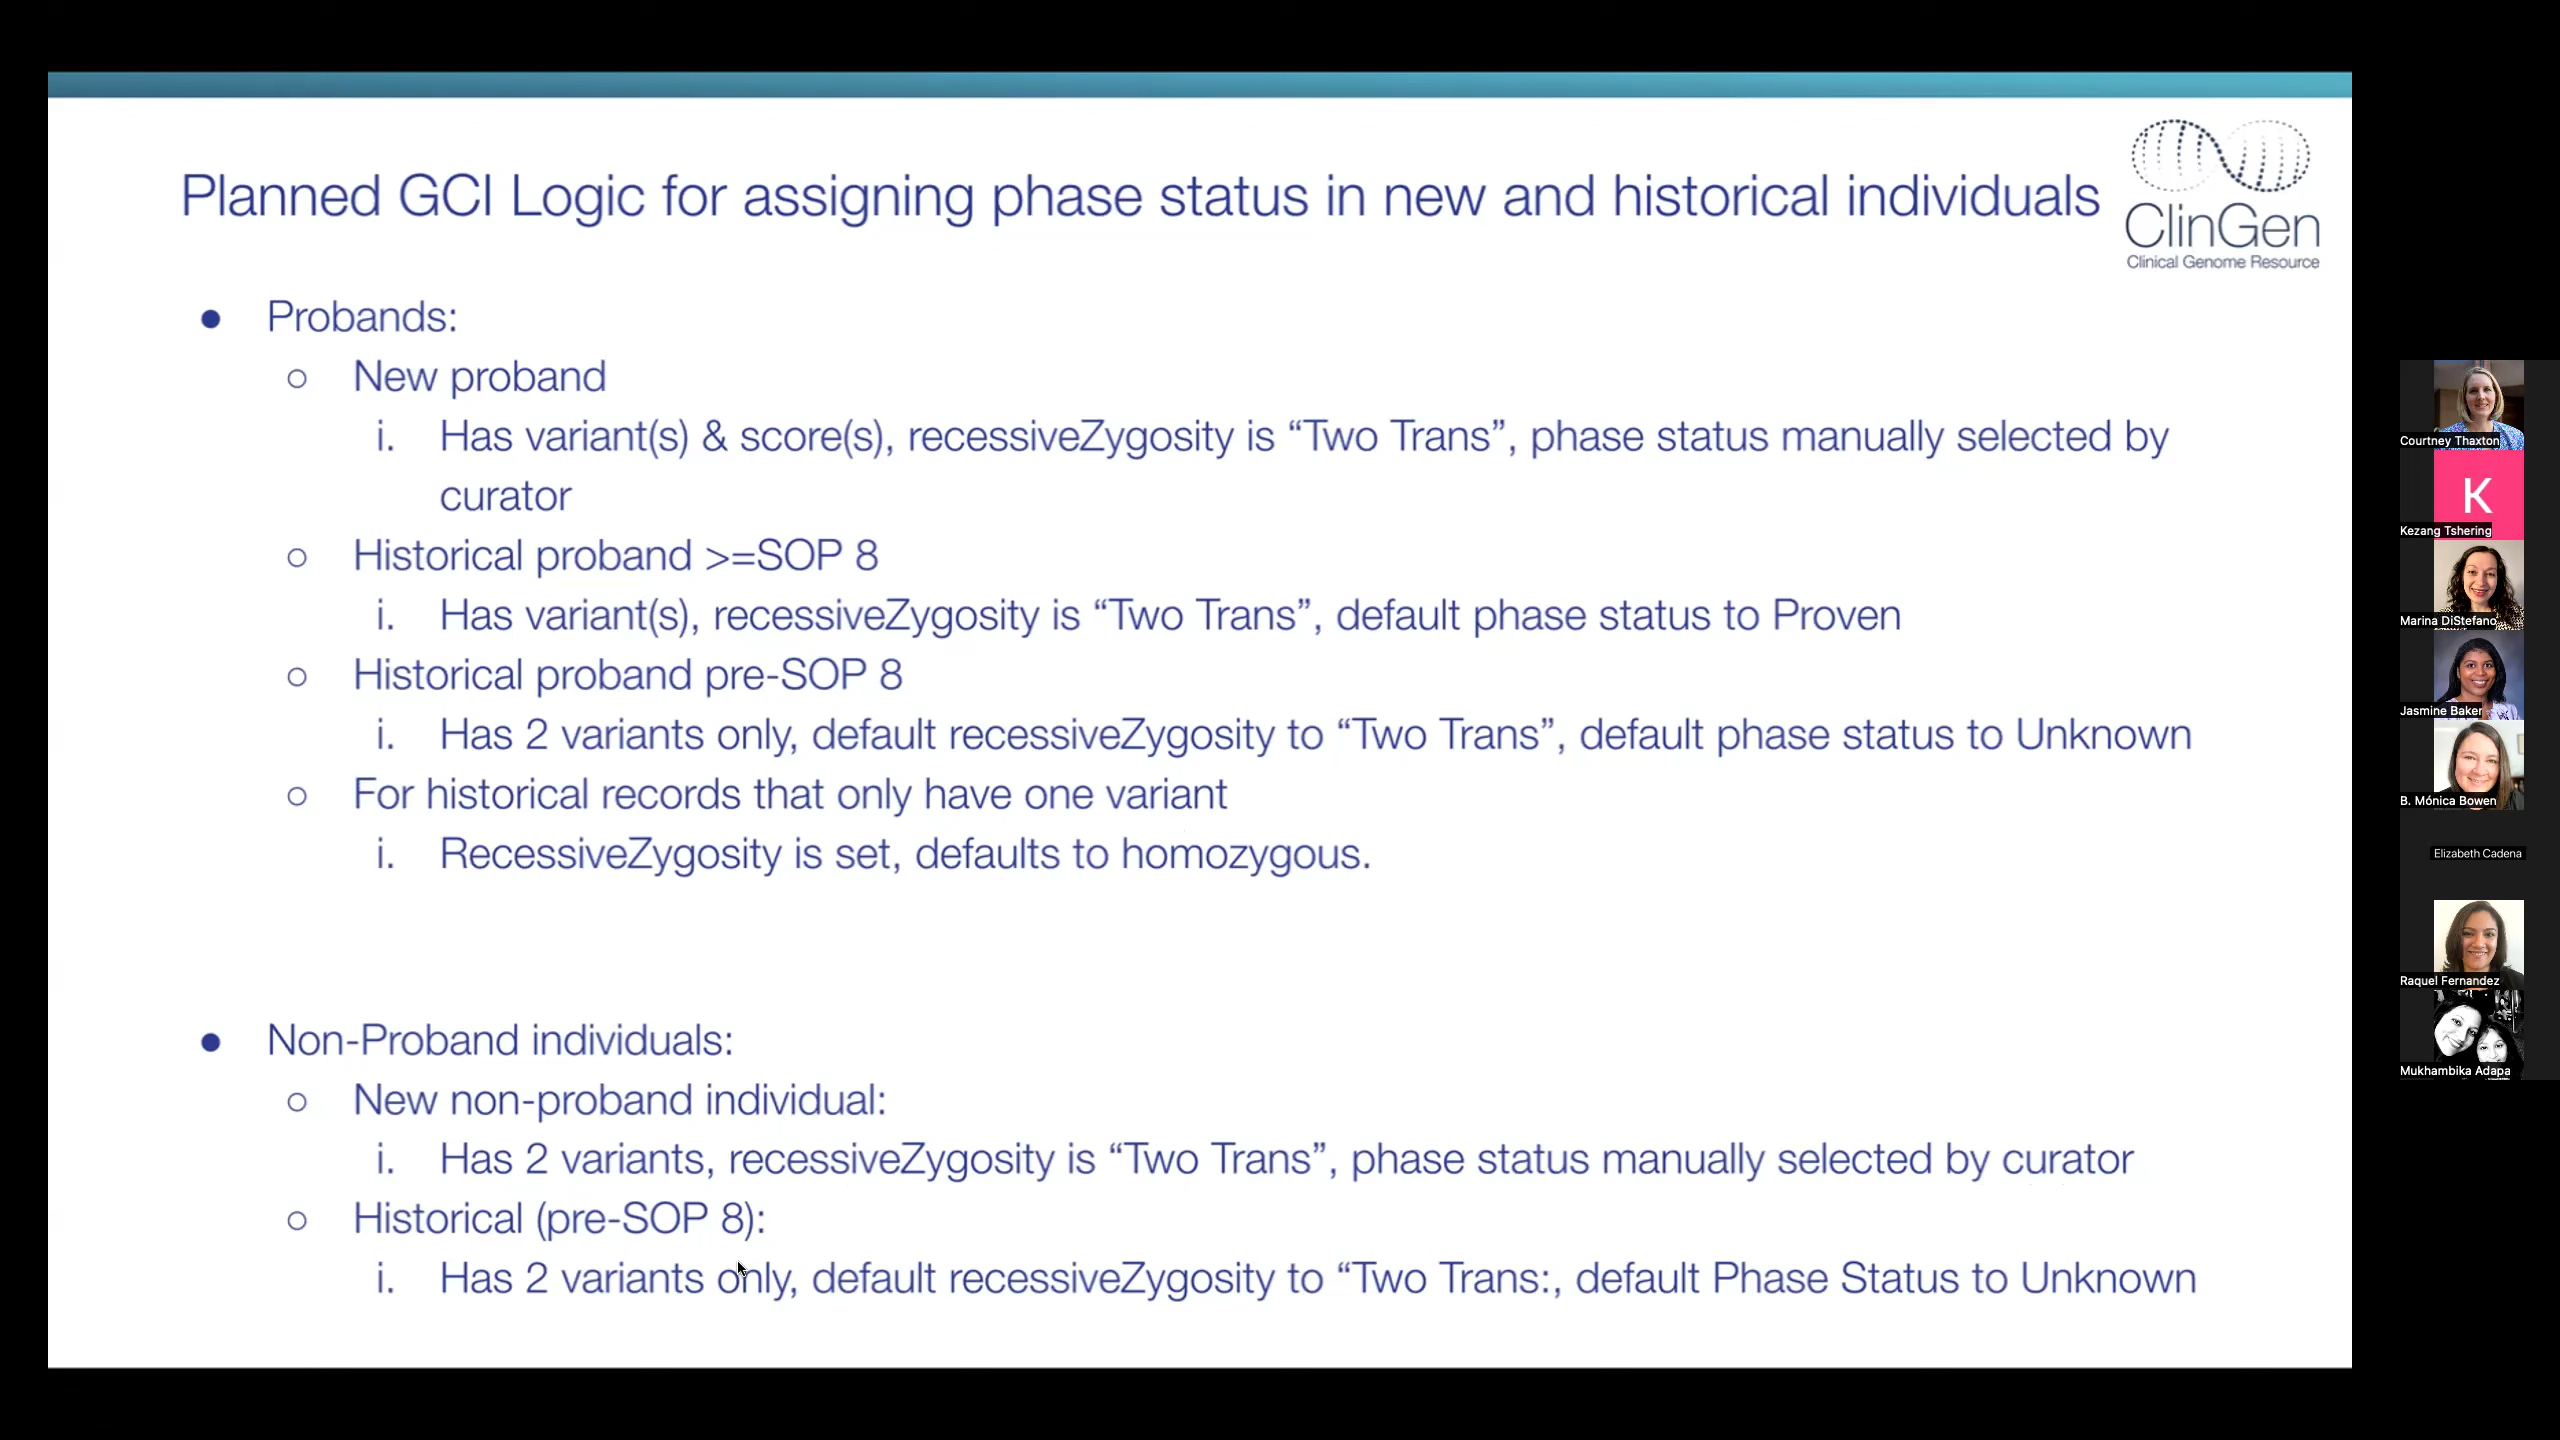 Planned GCI Logic for assigning phase status in new and historical individuals
ClinGen
Clinical Genome Resource
● Probands:
○ New proband
i. Has variant(s) & score(s), recessiveZygosity is “Two Trans”, phase status manually selected by
curator
○ Historical proband >=SOP 8
i. Has variant(s), recessiveZygosity is “Two Trans”, default phase status to Proven
○ Historical proband pre-SOP 8
i. Has 2 variants only, default recessiveZygosity to “Two Trans”, default phase status to Unknown
○ For historical records that only have one variant
i. RecessiveZygosity is set, defaults to homozygous.
● Non-Proband individuals:
○ New non-proband individual:
i. Has 2 variants, recessiveZygosity is “Two Trans”, phase status manually selected by curator
○ Historical (pre-SOP 8):
i. Has 2 variants only, default recessiveZygosity to “Two Trans:, default Phase Status to Unknown
Courtney Thaxton
K
Kezang Tshering
Marina DiStefano
Jasmine Baker
B. Mónica Bowen
Elizabeth Cadena
Raquel Fernandez
Mukhambika Adapa